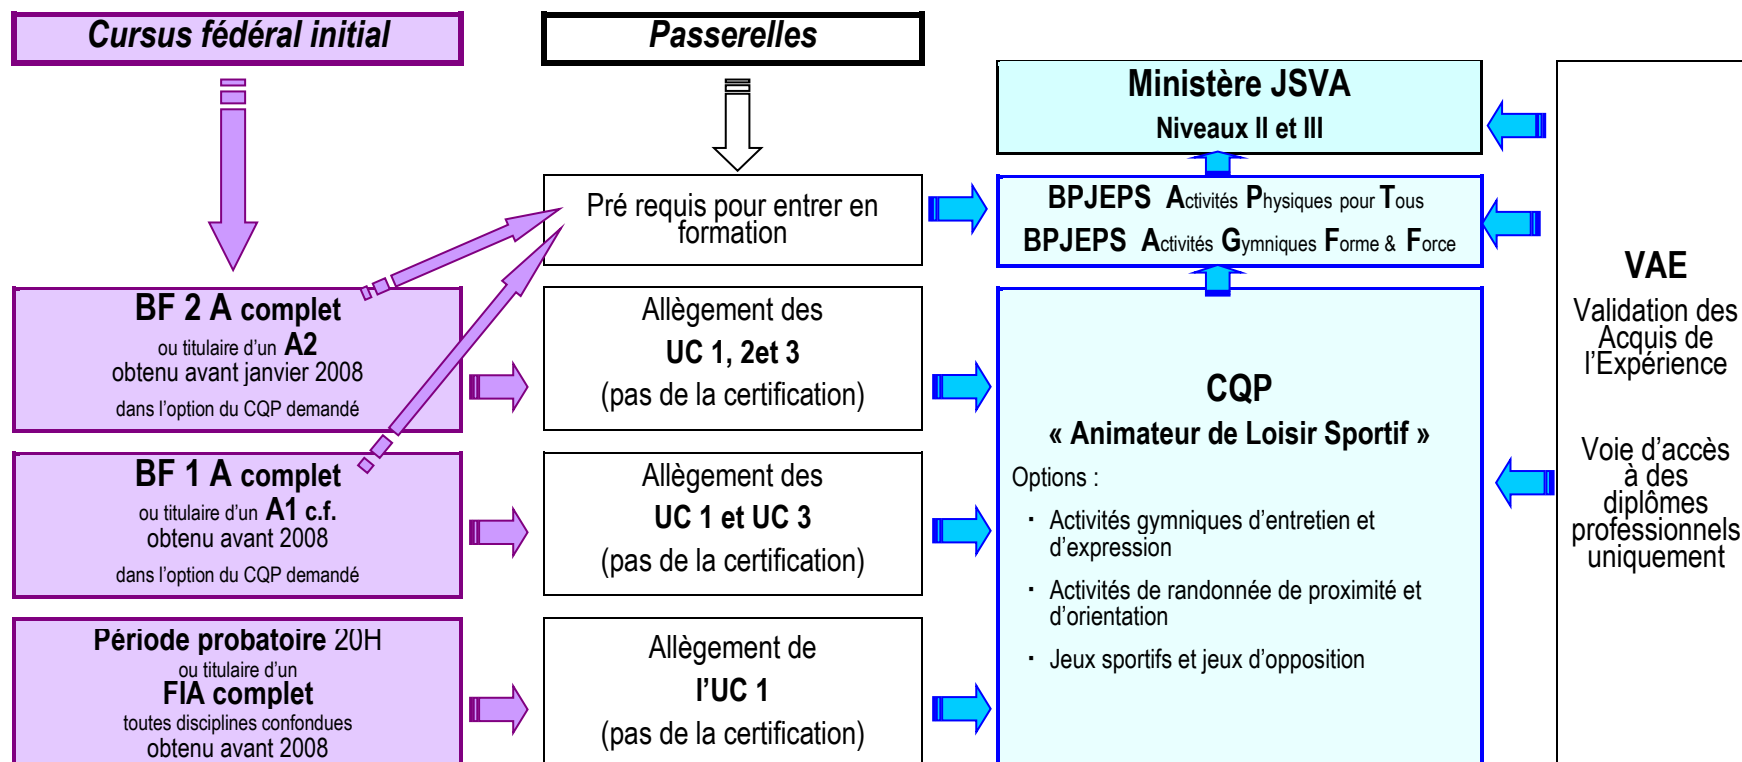 Cursus fédéral initial
Passerelles
Ministère JSVA
Niveaux II et III
Pré requis pour entrer en
formation
BPJEPS Activités Physiques pour Tous
BPJEPS Activités Gymniques Forme & Force
BF 2 A complet
ou titulaire d'un A2
obtenu avant janvier 2008
dans l'option du CQP demandé
Allègement des
UC 1, 2et 3
(pas de la certification)
BF 1 A complet
ou titulaire d'un A1 c.f.
obtenu avant 2008
dans l'option du CQP demandé
Allègement des
UC 1 et UC 3
(pas de la certification)
Période probatoire 20H
ou titulaire d'un
FIA complet
toutes disciplines confondues
obtenu avant 2008
Allègement de
l'UC 1
(pas de la certification)
CQP
« Animateur de Loisir Sportif »
Options :
· Activités gymniques d'entretien et
d'expression
· Activités de randonnée de proximité et
d'orientation
· Jeux sportifs et jeux d'opposition
VAE
Validation des
Acquis de
l'Expérience
Voie d'accès
à des
diplômes
professionnels
uniquement